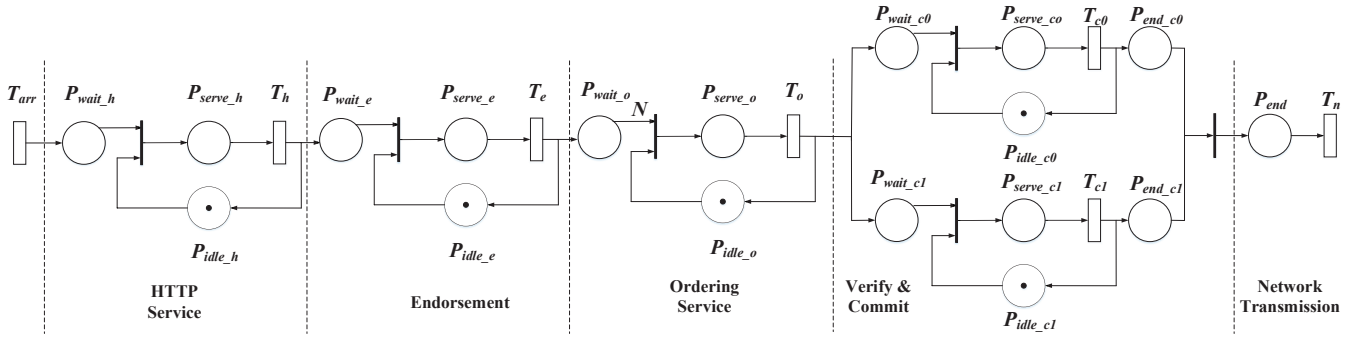 T_arr
P_wait_h
P_serve_h
T_h
P_idle_h
HTTP
Service
P_wait_e
P_serve_e
T_e
P_idle_e
Endorsement
P_wait_o
N
P_serve_o
T_o
P_idle_o
Ordering
Service
P_wait_c0
P_serve_co
T_c0
P_end_c0
P_idle_c0
P_wait_c1
P_serve_c1
T_c1
P_end_c1
P_idle_c1
Verify &
Commit
P_end
T_n
Network
Transmission